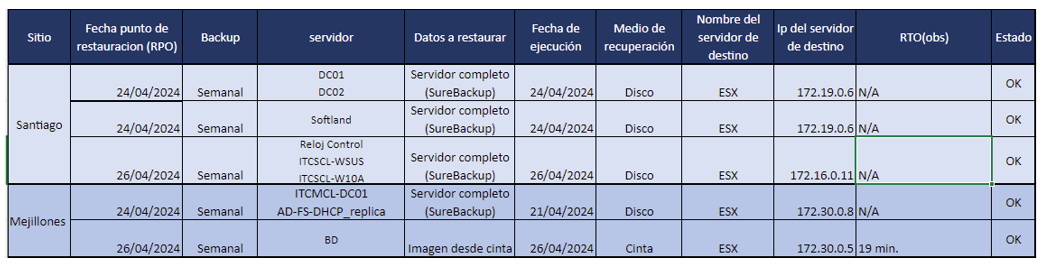 Sitio Fecha punto de restauracion (RPO) Backup servidor Datos a restaurar Fecha de ejecución Medio de recuperación Nombre del servidor de destino Ip del servidor de destino RTO(obs) Estado
Santiago
24/04/2024 Semanal DC01 DC02 Servidor completo (SureBackup) 24/04/2024 Disco ESX 172.19.0.6 N/A OK
24/04/2024 Semanal Softland Servidor completo (SureBackup) 24/04/2024 Disco ESX 172.19.0.6 N/A OK
26/04/2024 Semanal Reloj Control ITCSCL-WSUS ITCSCL-W10A Servidor completo (SureBackup) 26/04/2024 Disco ESX 172.16.0.11 N/A OK
Mejillones
24/04/2024 Semanal ITCMCL-DC01 AD-FS-DHCP_replica Servidor completo (SureBackup) 21/04/2024 Disco ESX 172.30.0.8 N/A OK
26/04/2024 Semanal BD Imagen desde cinta 26/04/2024 Cinta ESX 172.30.0.5 19 min. OK